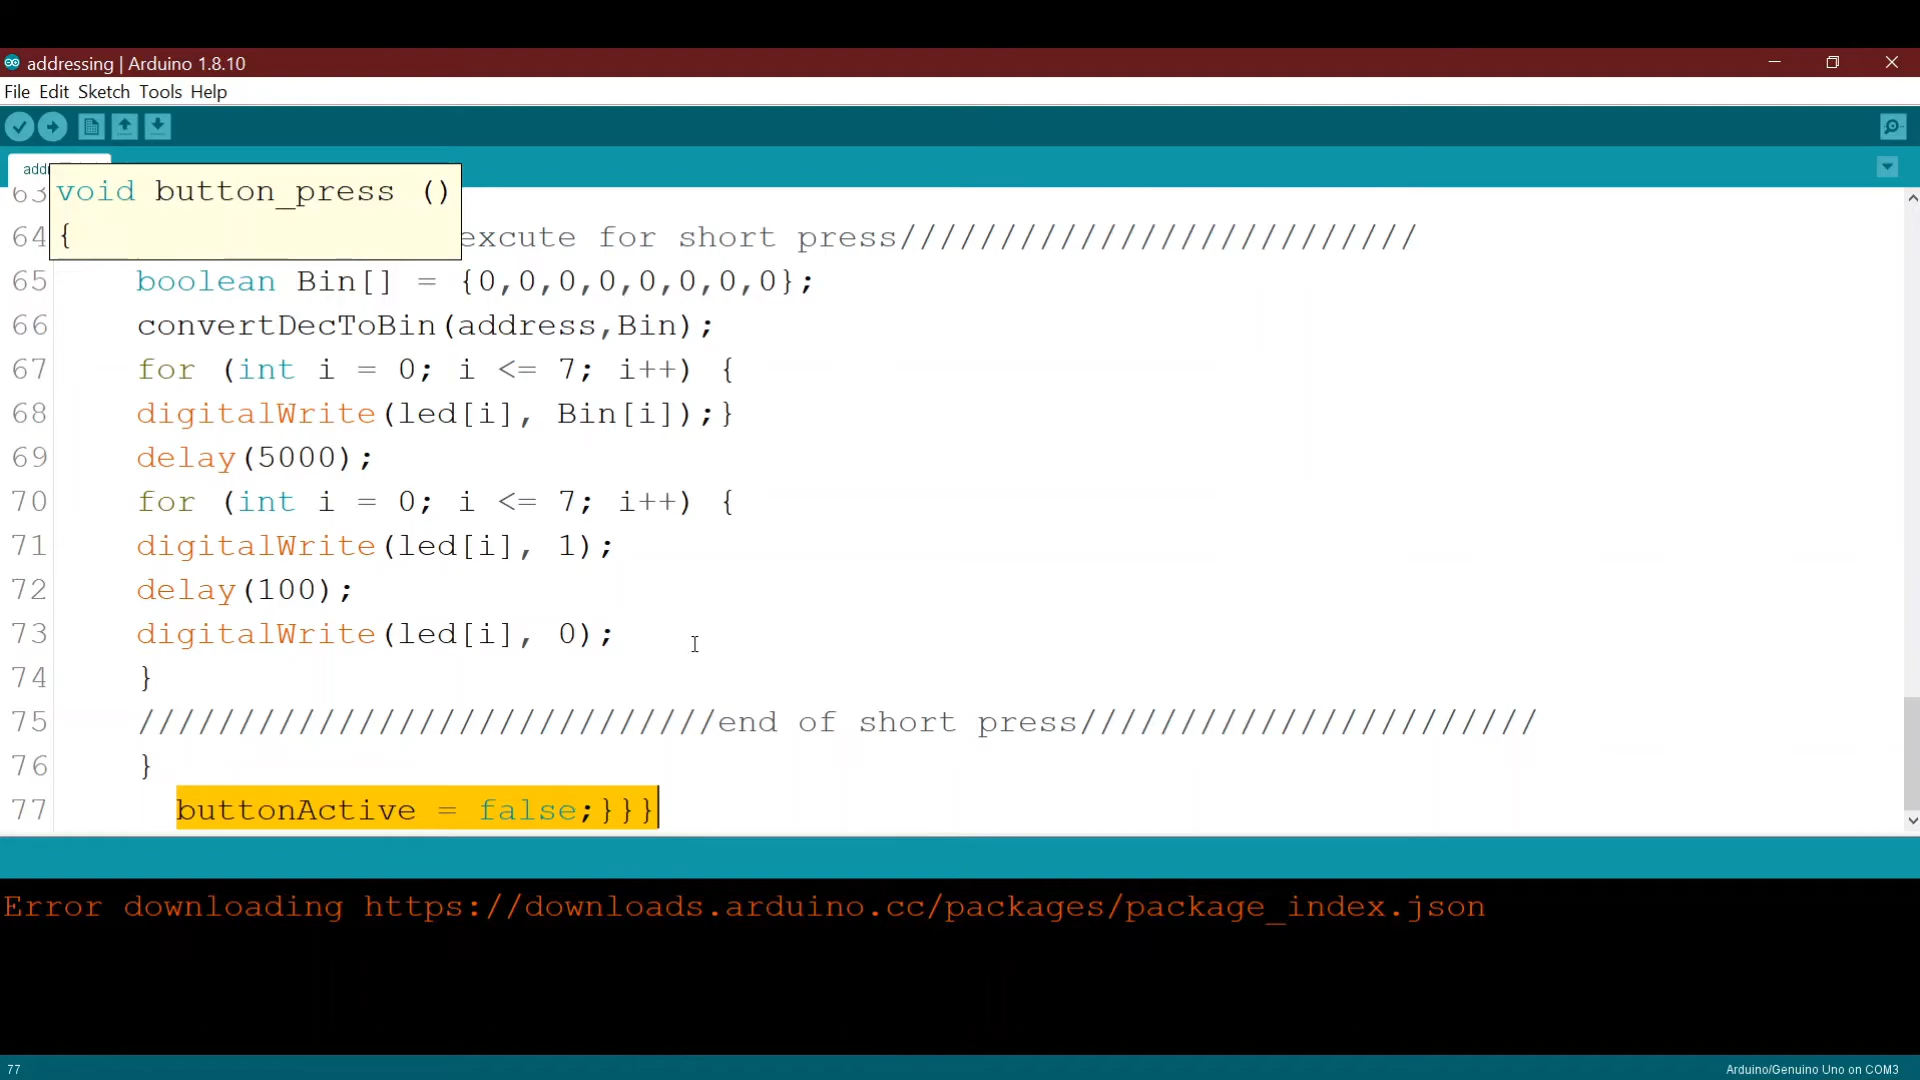 addressing | Arduino 1.8.10
File Edit Sketch Tools Help
add
void button_press ()
{
63
64 excute for short press//////////////////////////
65 boolean Bin[] = {0,0,0,0,0,0,0,0};
66 convertDecToBin(address,Bin);
67 for (int i = 0; i <= 7; i++) {
68 digitalWrite(led[i], Bin[i]);}
69 delay(5000);
70 for (int i = 0; i <= 7; i++) {
71 digitalWrite(led[i], 1);
72 delay(100);
73 digitalWrite(led[i], 0);
74 }
75 /////////////////////////////end of short press///////////////////////
76 }
77 buttonActive = false;}}}
Error downloading https://downloads.arduino.cc/packages/package_index.json
77
Arduino/Genuino Uno on COM3